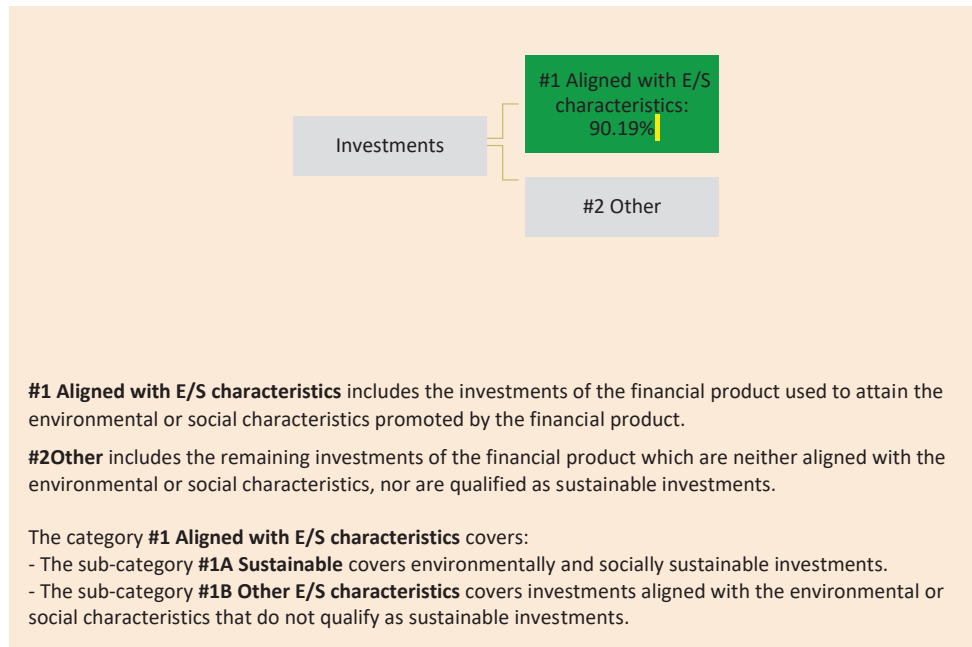 #1 Aligned with E/S
characteristics:
90.19%
Investments
#2 Other
#1 Aligned with E/S characteristics includes the investments of the financial product used to attain the
environmental or social characteristics promoted by the financial product.
#2Other includes the remaining investments of the financial product which are neither aligned with the
environmental or social characteristics, nor are qualified as sustainable investments.
The category #1 Aligned with E/S characteristics covers:
- The sub-category #1A Sustainable covers environmentally and socially sustainable investments.
- The sub-category #1B Other E/S characteristics covers investments aligned with the environmental or
social characteristics that do not qualify as sustainable investments.